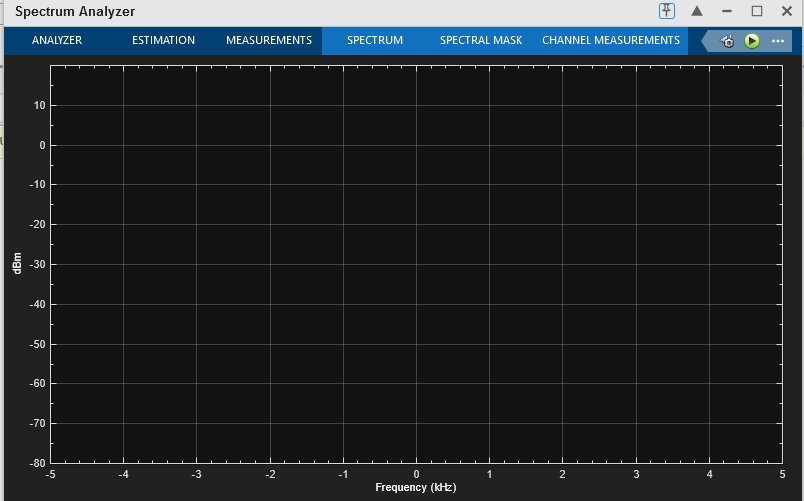 Spectrum Analyzer
ANALYZER ESTIMATION MEASUREMENTS SPECTRUM SPECTRAL MASK CHANNEL MEASUREMENTS
10
0
-10
-20
-30
-40
-50
-60
-70
-80
dBm
-5 -4 -3 -2 -1 0 1 2 3 4 5
Frequency (kHz)